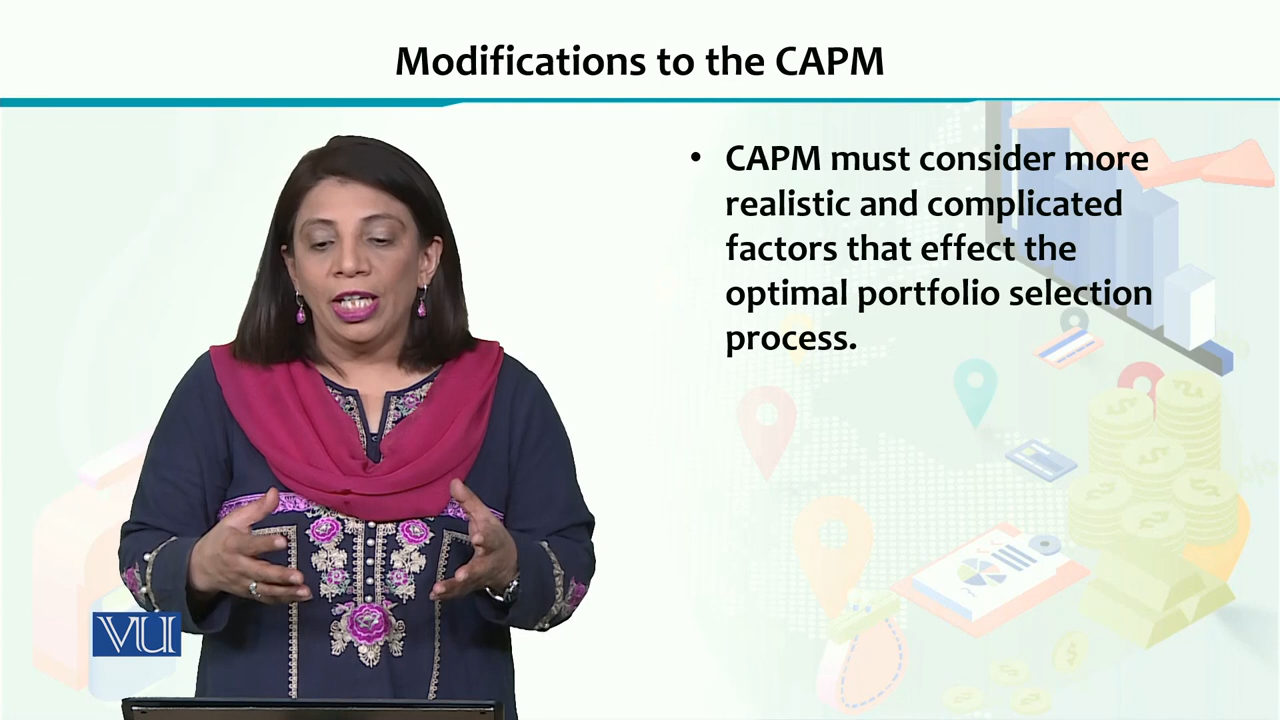 Modifications to the CAPM
• CAPM must consider more
realistic and complicated
factors that effect the
optimal portfolio selection
process.
VU